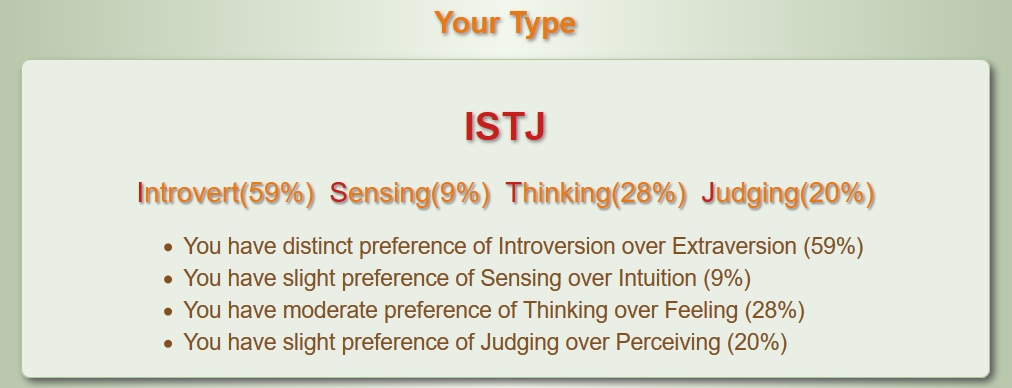 Your Type
ISTJ
Introvert(59%) Sensing(9%) Thinking(28%) Judging(20%)
• You have distinct preference of Introversion over Extraversion (59%)
• You have slight preference of Sensing over Intuition (9%)
• You have moderate preference of Thinking over Feeling (28%)
• You have slight preference of Judging over Perceiving (20%)